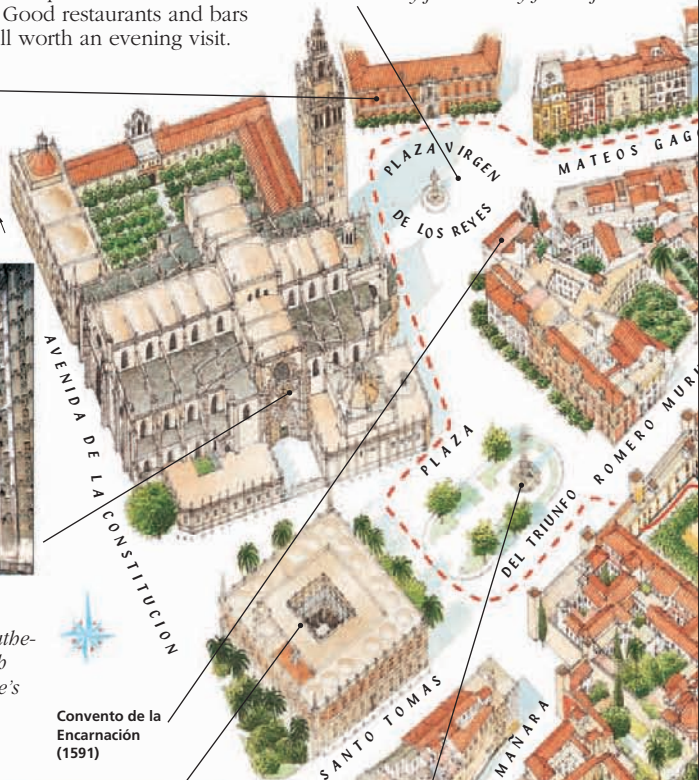 Good restaurants and bars
ll worth an evening visit.
PLAZA VIRGEN
DE LOS REYES
MATEOS GAG
AVENIDA DE LA CONSTITUCION
PLAZA
DEL TRIUNFO
ROMERO MURU
athe-
e's
Convento de la
Encarnación
(1591)
SANTO TOMAS
MAÑARA